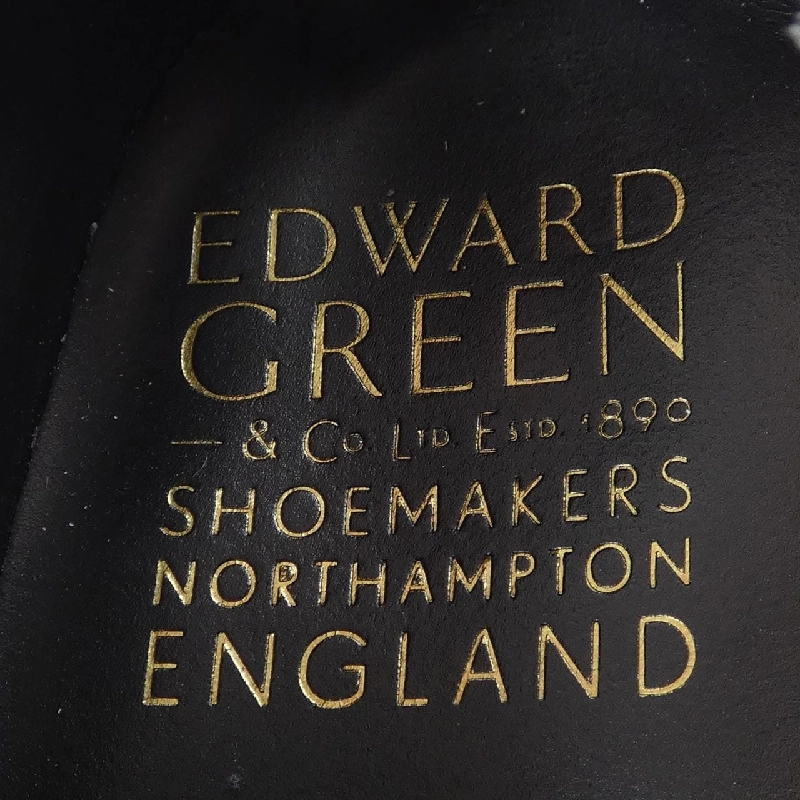 EDWARD
GREEN
— & Co. LTD. ESTD. 1890
SHOEMAKERS
NORTHAMPTON
ENGLAND